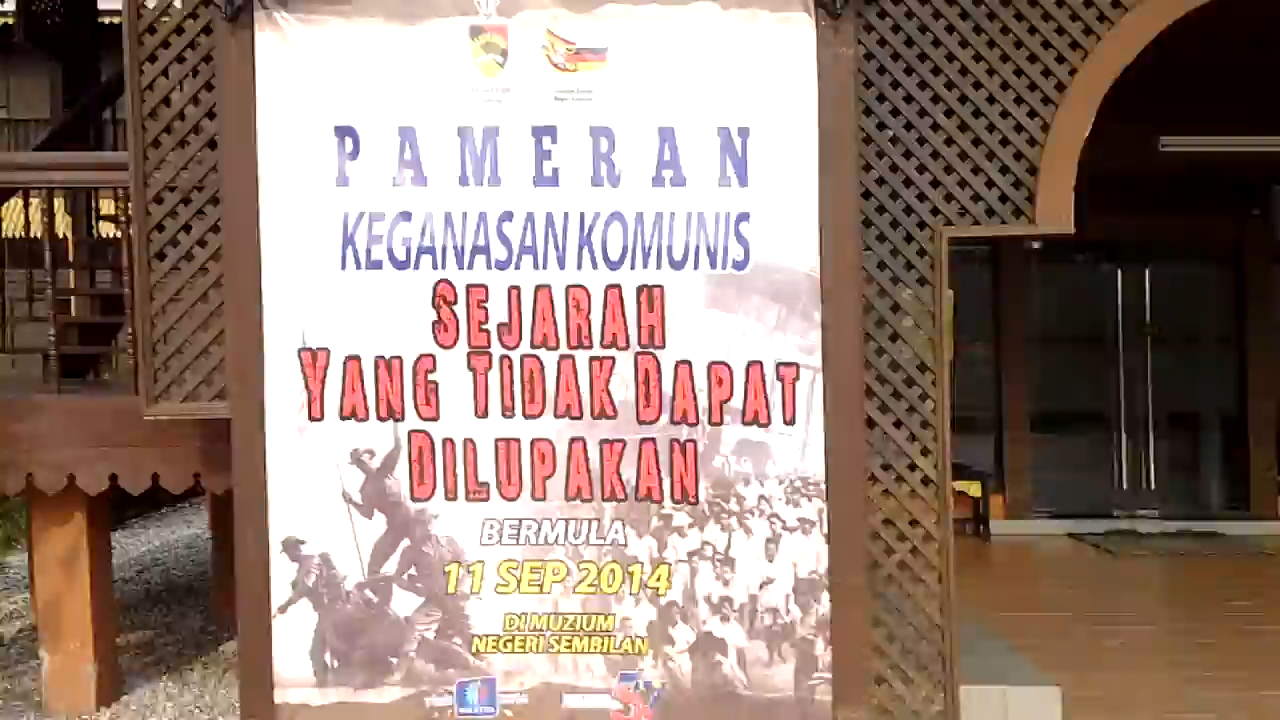 PAMERAN
KEGANASAN KOMUNIS
SEJARAH
YANG TIDAK DAPAT
DILUPAKAN
BERMULA
11 SEP 2014
DI MUZIUM
NEGERI SEMBILAN